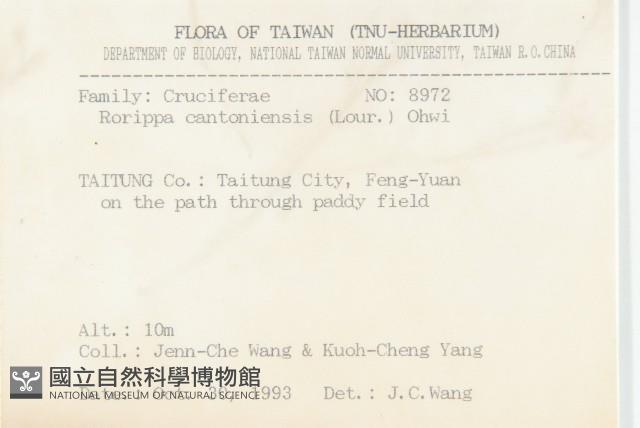 FLORA OF TAIWAN (TNU-HERBARIUM)
DEPARTMENT OF BIOLOGY, NATIONAL TAIWAN NORMAL UNIVERSITY, TAIWAN R.O.CHINA
Family: Cruciferae NO: 8972
Rorippa cantoniensis (Lour.) Ohwi
TAITUNG Co.: Taitung City, Feng-Yuan
on the path through paddy field
Alt.: 10m
Coll.: Jenn-Che Wang & Kuoh-Cheng Yang
國立自然科學博物館
NATIONAL MUSEUM OF NATURAL SCIENCE
1993 Det.: J.C.Wang